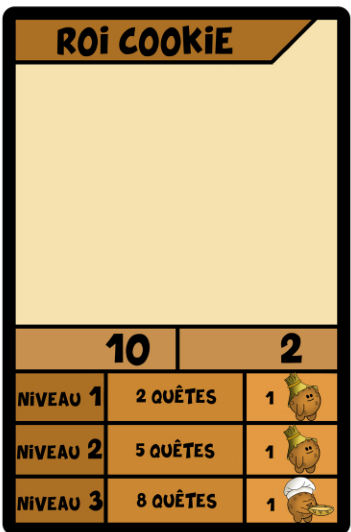 ROI COOKIE
10 2
NIVEAU 1 2 QUÊTES 1
NIVEAU 2 5 QUÊTES 1
NIVEAU 3 8 QUÊTES 1